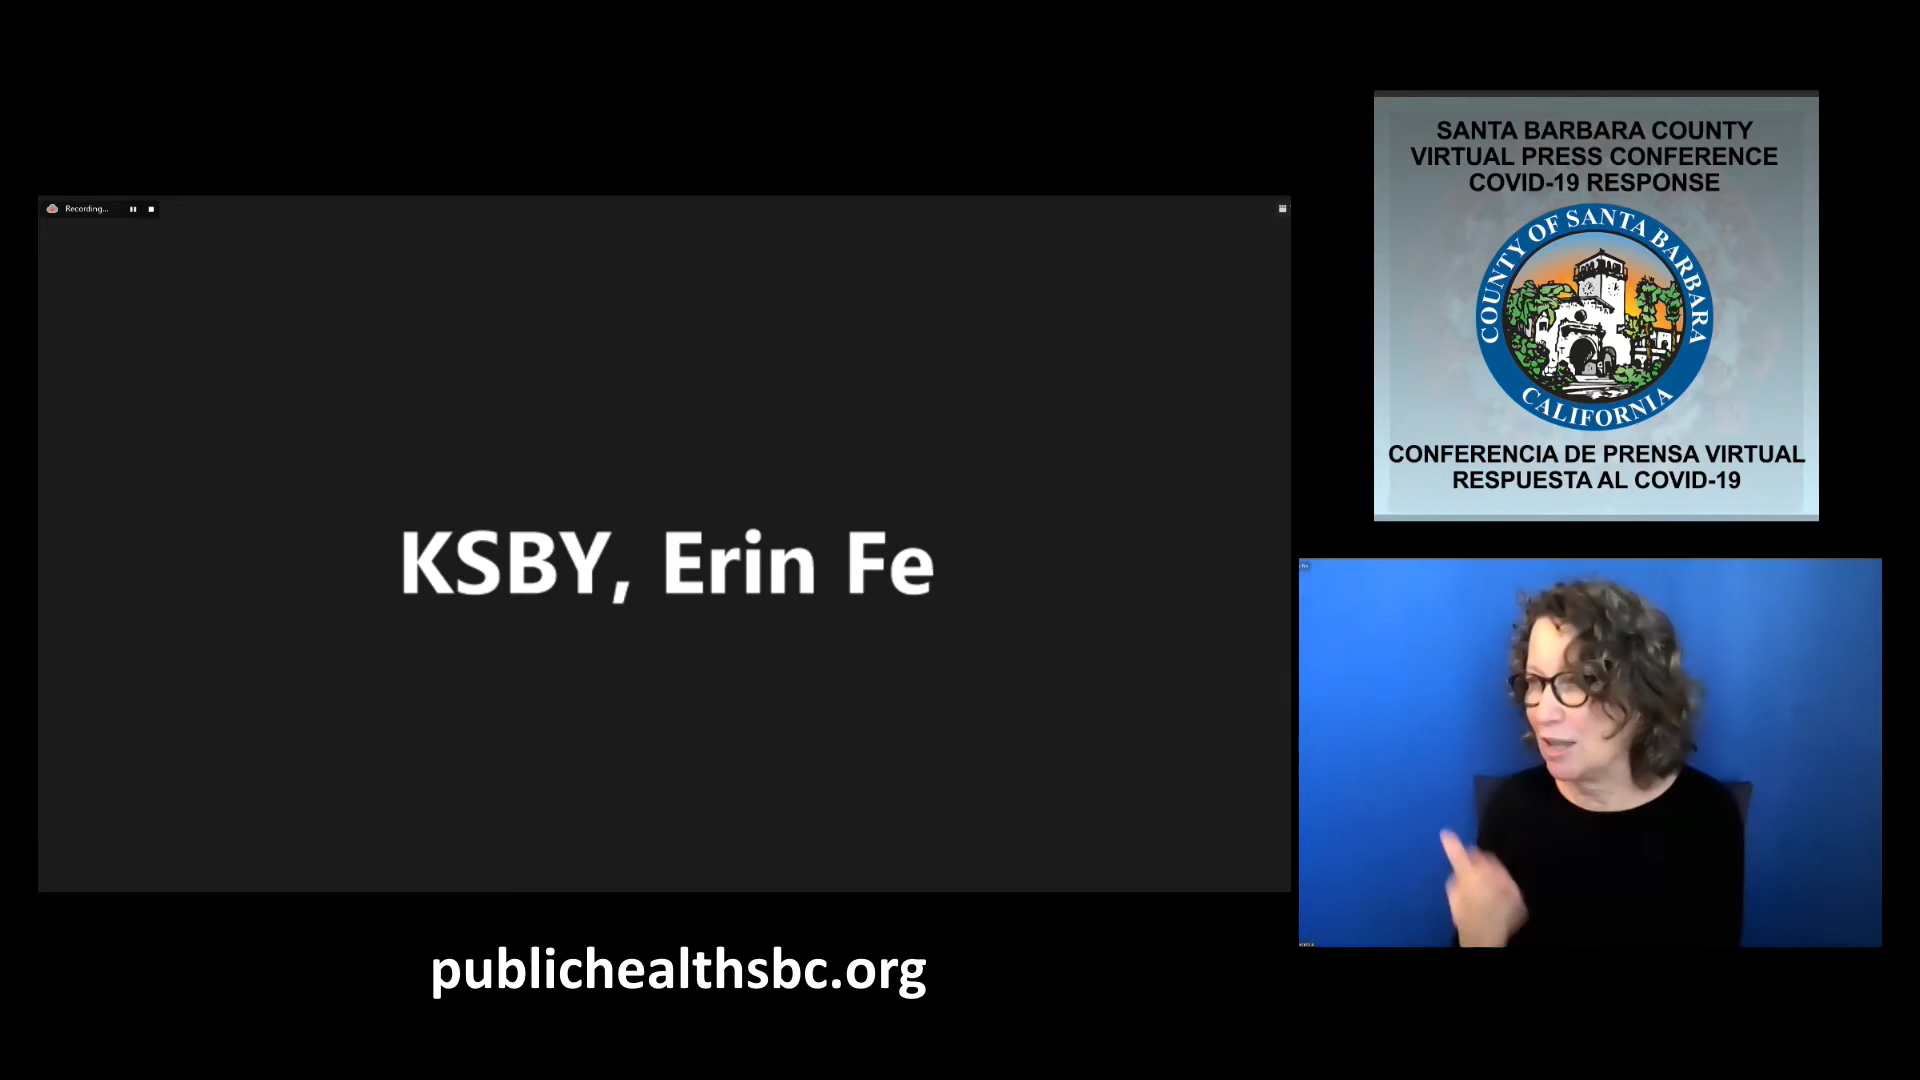 Recording...
KSBY, Erin Fe
publichealthsbc.org
SANTA BARBARA COUNTY
VIRTUAL PRESS CONFERENCE
COVID-19 RESPONSE
COUNTY OF SANTA BARBARA
CALIFORNIA
CONFERENCIA DE PRENSA VIRTUAL
RESPUESTA AL COVID-19